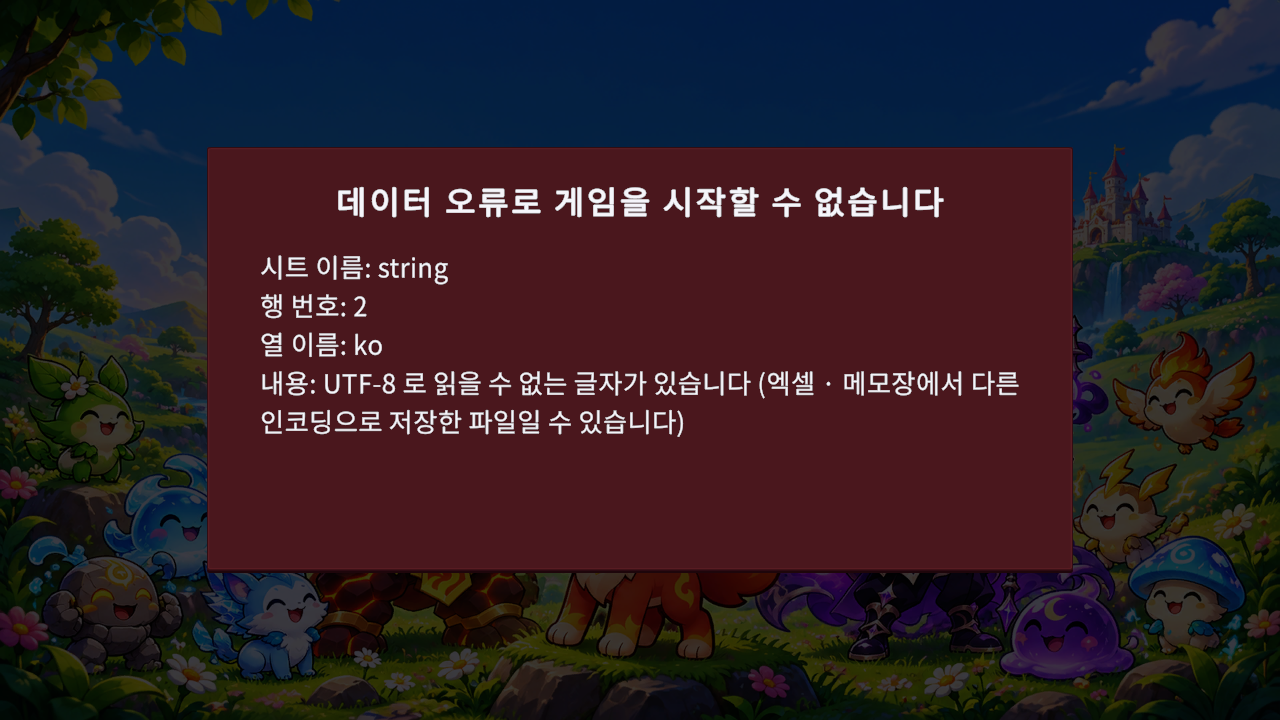 데이터 오류로 게임을 시작할 수 없습니다
시트 이름: string
행 번호: 2
열 이름: ko
내용: UTF-8 로 읽을 수 없는 글자가 있습니다 (엑셀 · 메모장에서 다른
인코딩으로 저장한 파일일 수 있습니다)